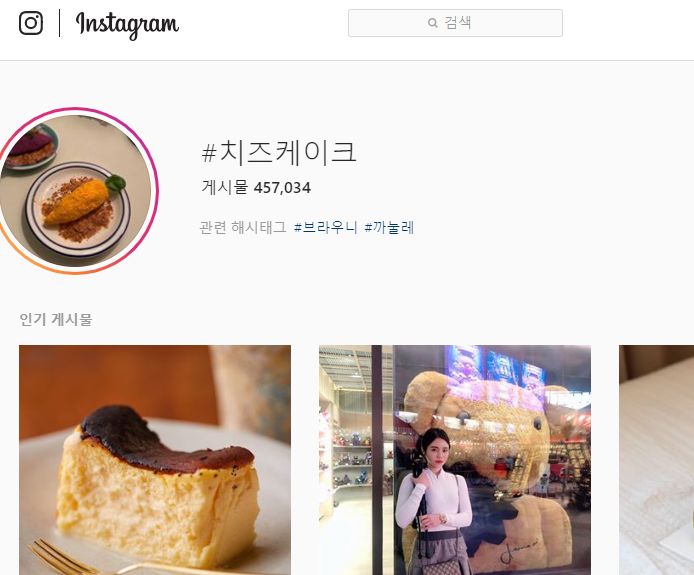 Instagram
검색
#치즈케이크
게시물 457,034
관련 해시태그 #브라우니 #까눌레
인기 게시물